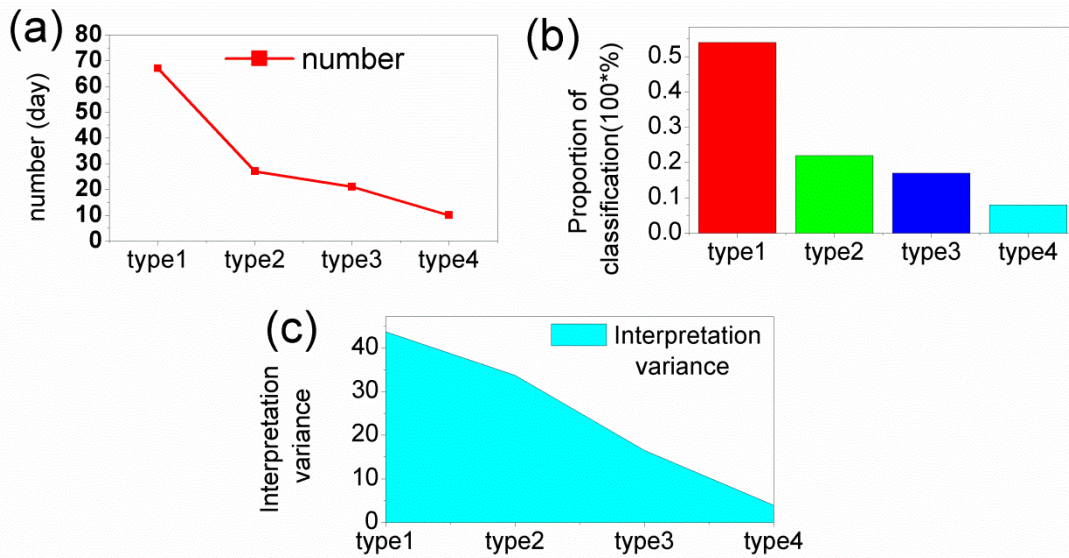 (a)
number
number (day)
80
70
60
50
40
30
20
10
0
type1 type2 type3 type4
(b)
Proportion of
classification(100*%)
0.5
0.4
0.3
0.2
0.1
0.0
type1 type2 type3 type4
(c)
Interpretation
variance
Interpretation
variance
40
30
20
10
0
type1 type2 type3 type4